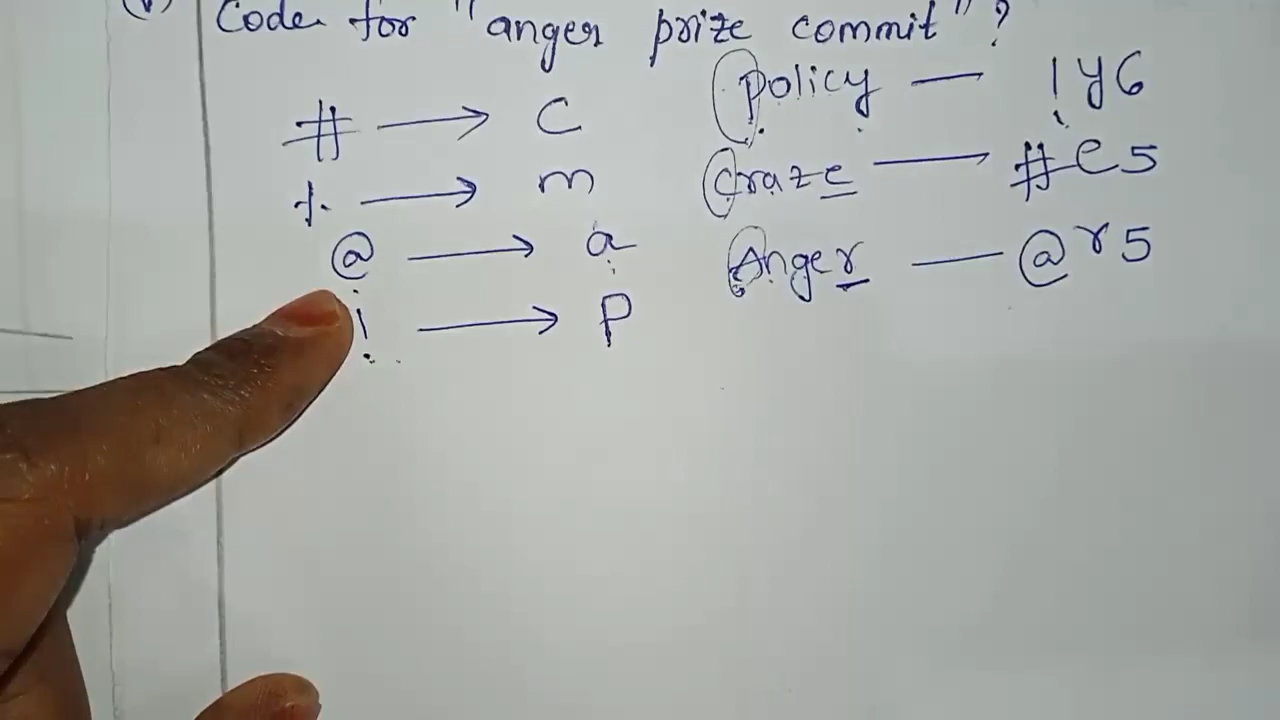 (v) Code for "anger prize commit" ?
# → C
% → m
@ → a
! → P
Policy — !y6
Craze — #e5
Anger — @r5